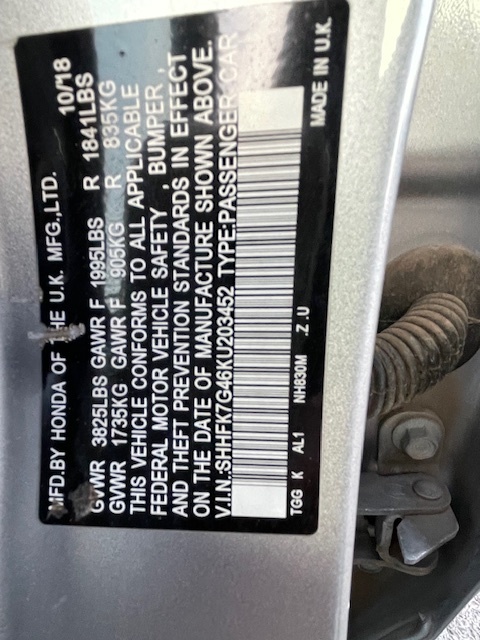 MFD.BY HONDA OF THE U.K. MFG.,LTD. 10/18
GVWR 3825LBS GAWR F 1995LBS R 1841LBS
GVWR 1735KG GAWR F 905KG R 835KG
THIS VEHICLE CONFORMS TO ALL APPLICABLE
FEDERAL MOTOR VEHICLE SAFETY, BUMPER,
AND THEFT PREVENTION STANDARDS IN EFFECT
ON THE DATE OF MANUFACTURE SHOWN ABOVE.
V.I.N.:SHHFK7G46KU203452 TYPE:PASSENGER CAR
TGG K AL1 NH830M .Z .U MADE IN U.K.